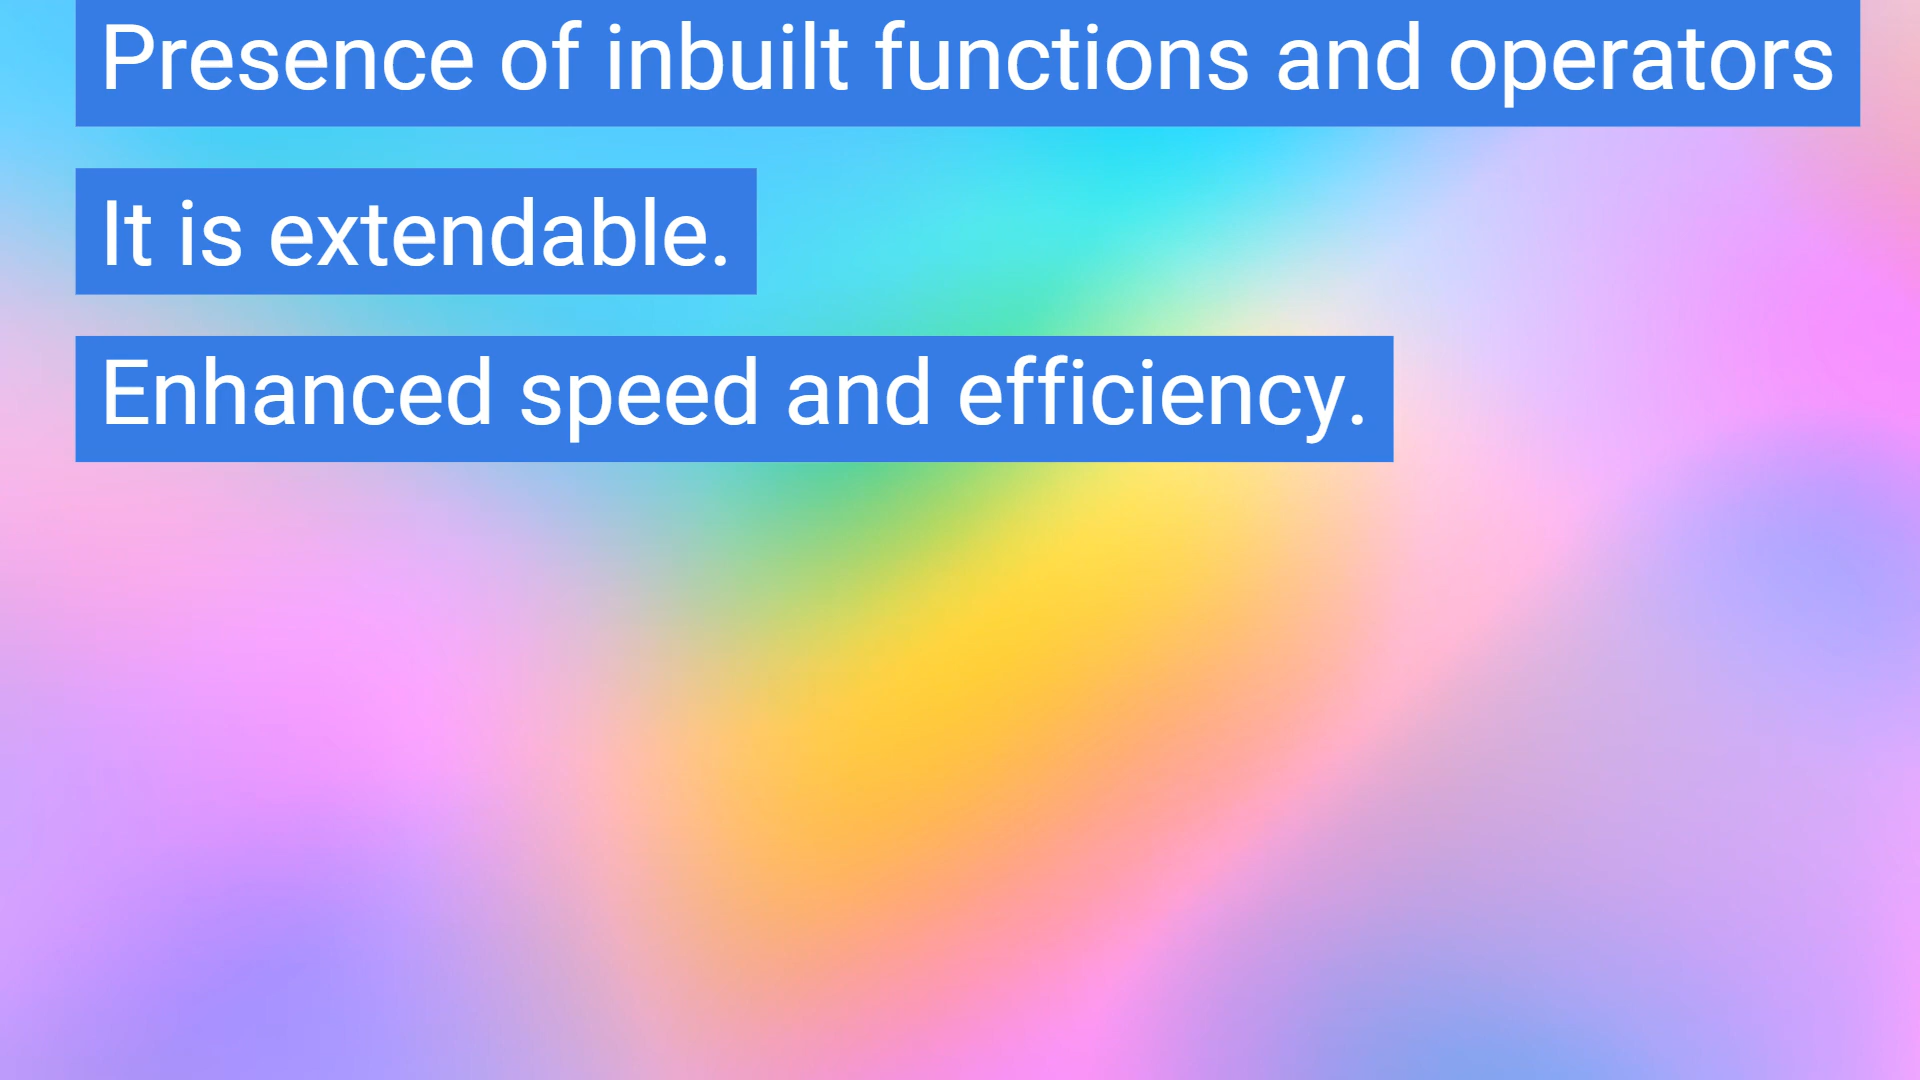 Presence of inbuilt functions and operators
It is extendable.
Enhanced speed and efficiency.